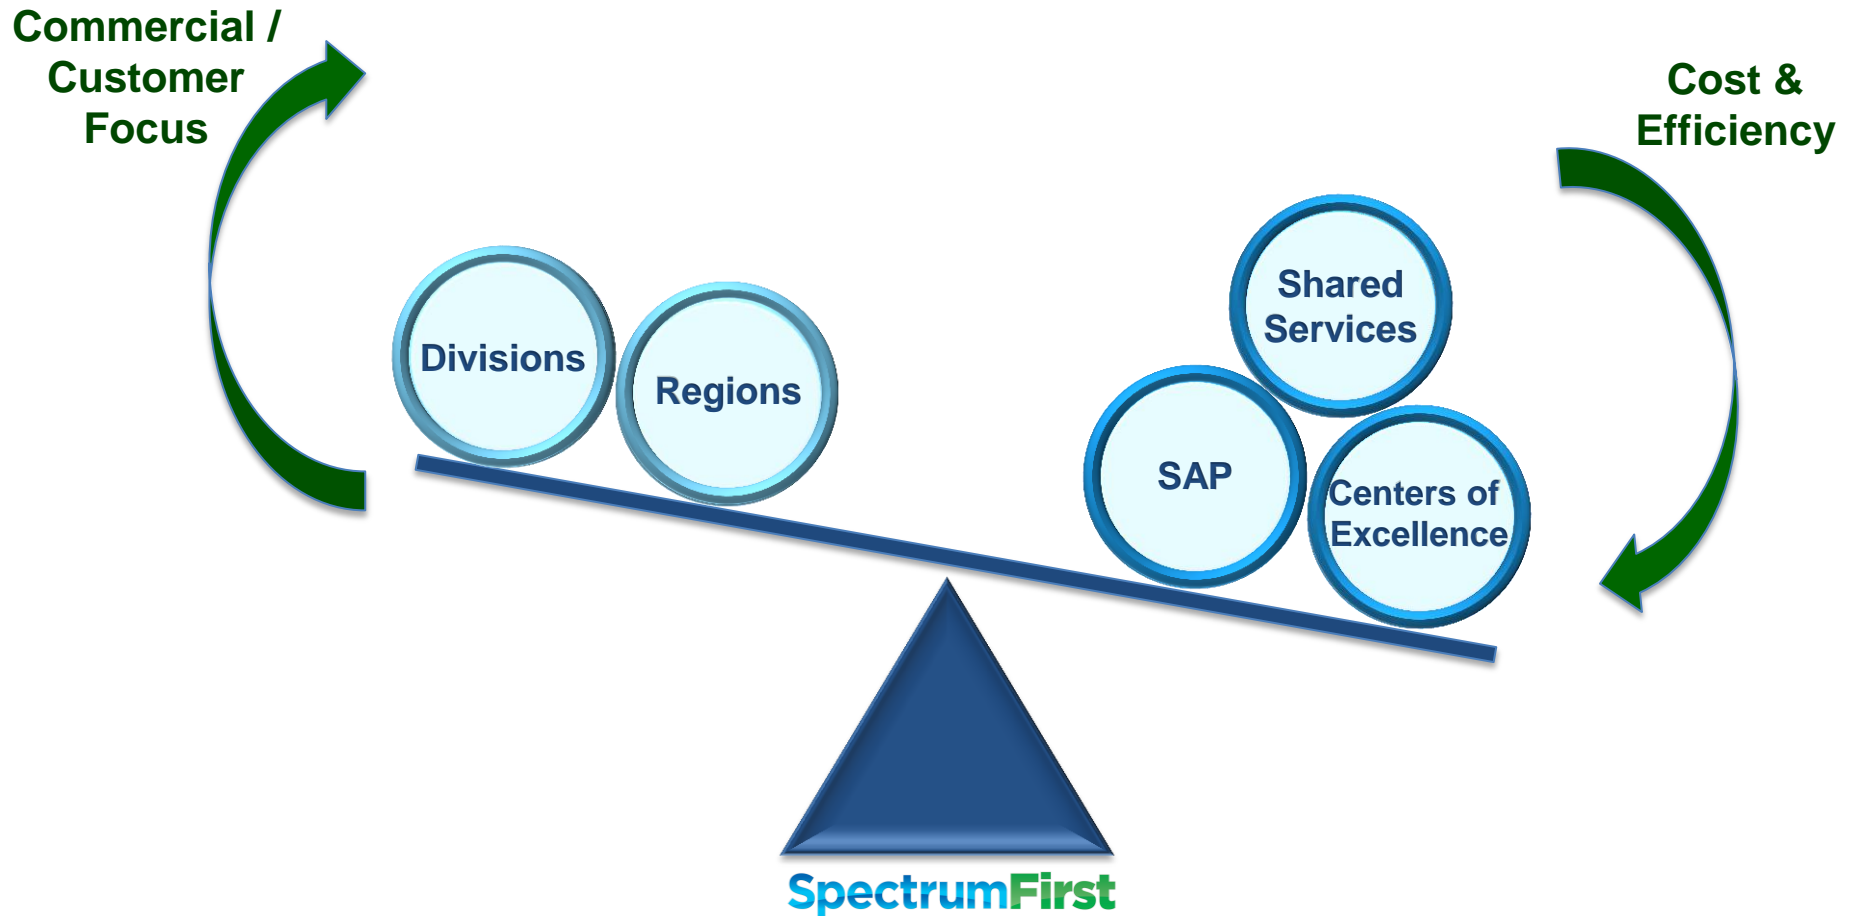 Commercial /
Customer
Focus
Cost &
Efficiency
Divisions
Regions
Shared
Services
SAP
Centers of
Excellence
SpectrumFirst